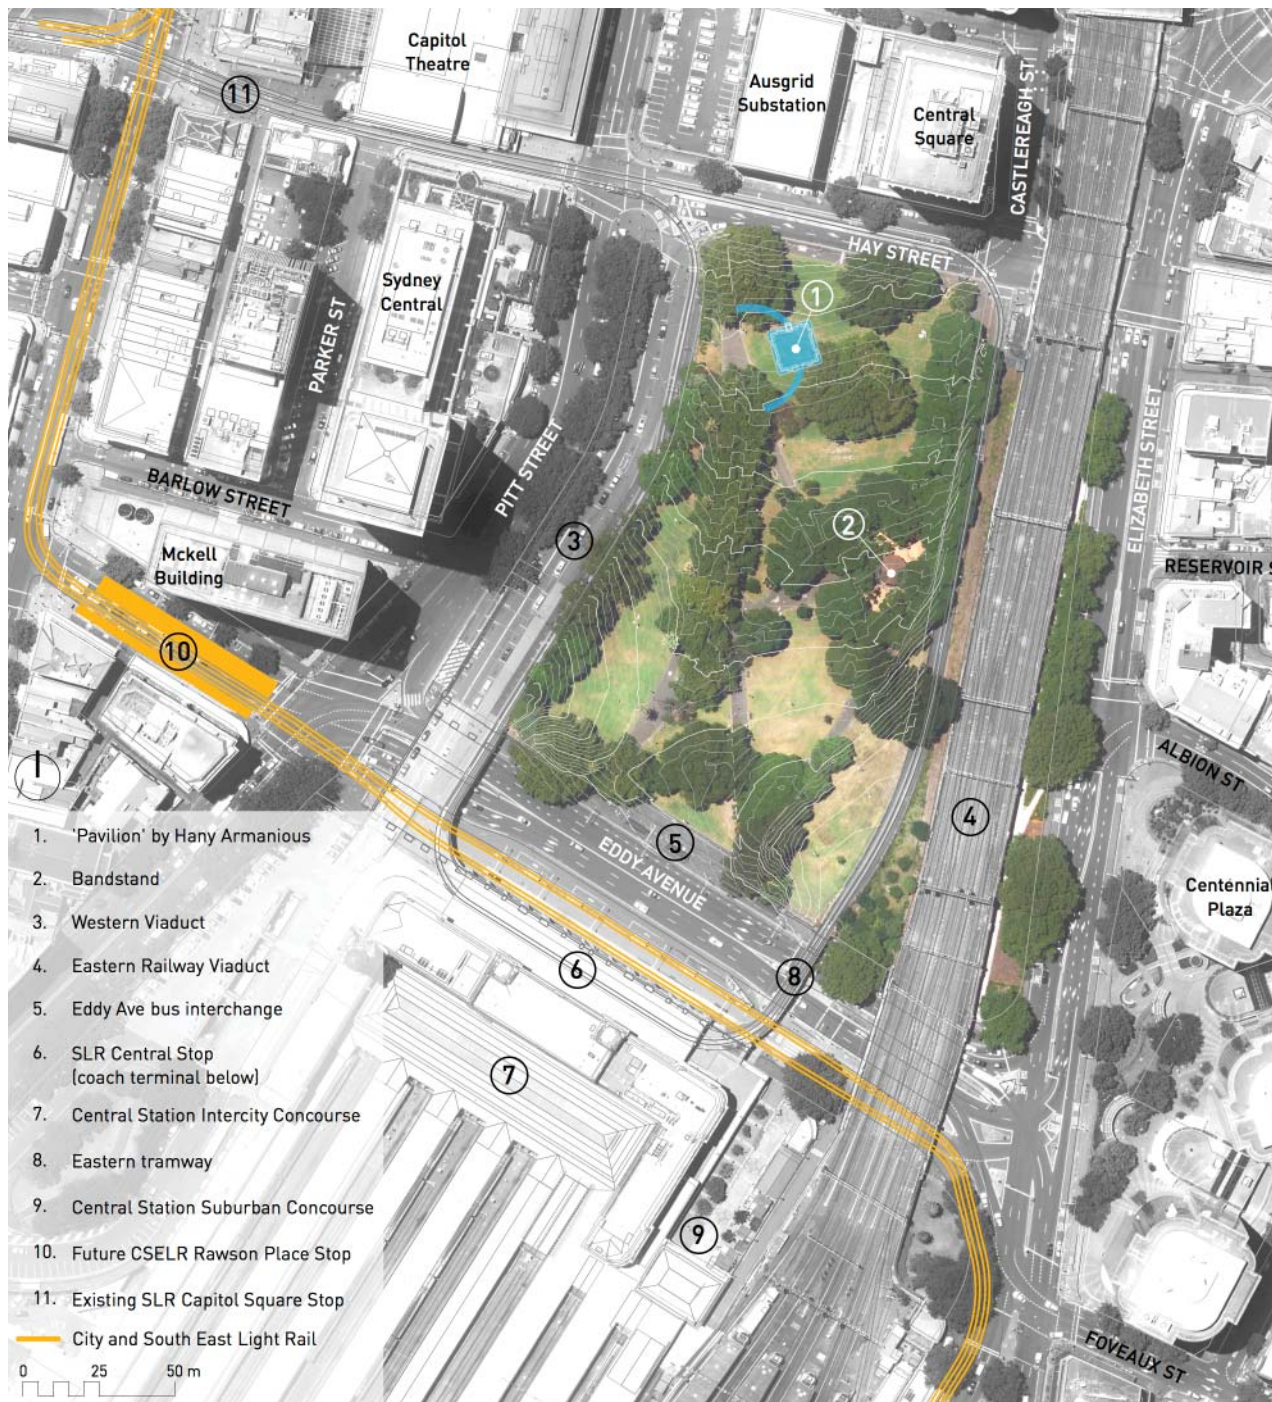 Capitol
Theatre
11
Ausgrid
Substation
Central
Square
CASTLEREAGH ST
HAY STREET
Sydney
Central
1
PARKER ST
ELIZABETH STREET
PITT STREET
BARLOW STREET
2
3
Mckell
Building
RESERVOIR S
10
ALBION ST
4
5
EDDY AVENUE
Centennial
Plaza
6
8
7
9
FOVEAUX ST
1. 'Pavilion' by Hany Armanious
2. Bandstand
3. Western Viaduct
4. Eastern Railway Viaduct
5. Eddy Ave bus interchange
6. SLR Central Stop
(coach terminal below)
7. Central Station Intercity Concourse
8. Eastern tramway
9. Central Station Suburban Concourse
10. Future CSELR Rawson Place Stop
11. Existing SLR Capitol Square Stop
City and South East Light Rail
0 25 50 m